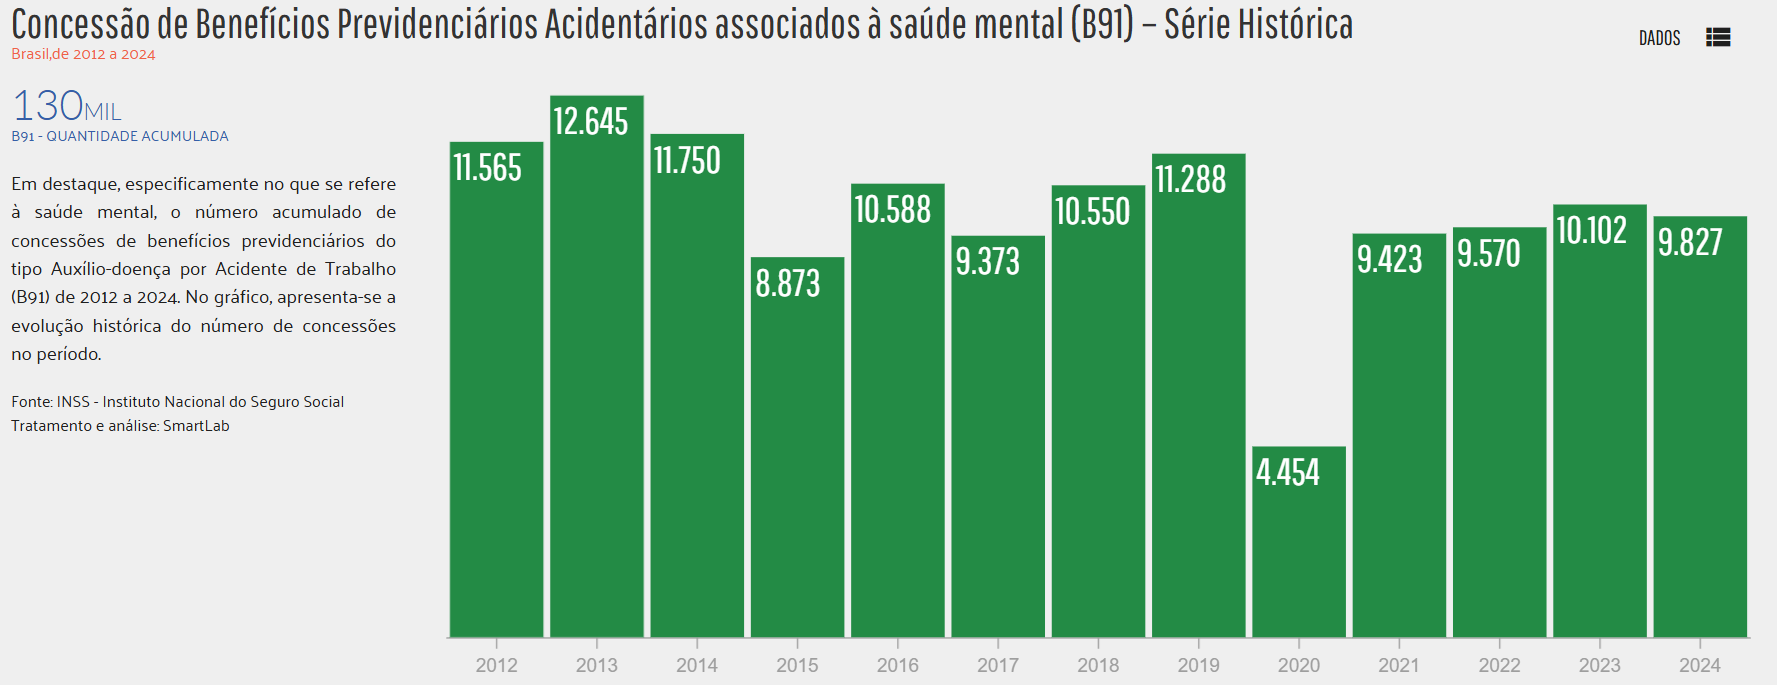 Concessão de Benefícios Previdenciários Acidentários associados à saúde mental (B91) – Série Histórica
Brasil,de 2012 a 2024
DADOS
130MIL
B91 - QUANTIDADE ACUMULADA
Em destaque, especificamente no que se refere
à saúde mental, o número acumulado de
concessões de benefícios previdenciários do
tipo Auxílio-doença por Acidente de Trabalho
(B91) de 2012 a 2024. No gráfico, apresenta-se a
evolução histórica do número de concessões
no período.
Fonte: INSS - Instituto Nacional do Seguro Social
Tratamento e análise: SmartLab
11.565
12.645
11.750
8.873
10.588
9.373
10.550
11.288
4.454
9.423
9.570
10.102
9.827
2012
2013
2014
2015
2016
2017
2018
2019
2020
2021
2022
2023
2024